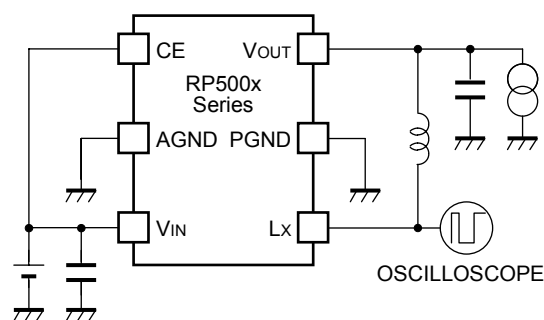 CE VOUT
RP500x
Series
AGND PGND
VIN LX
OSCILLOSCOPE